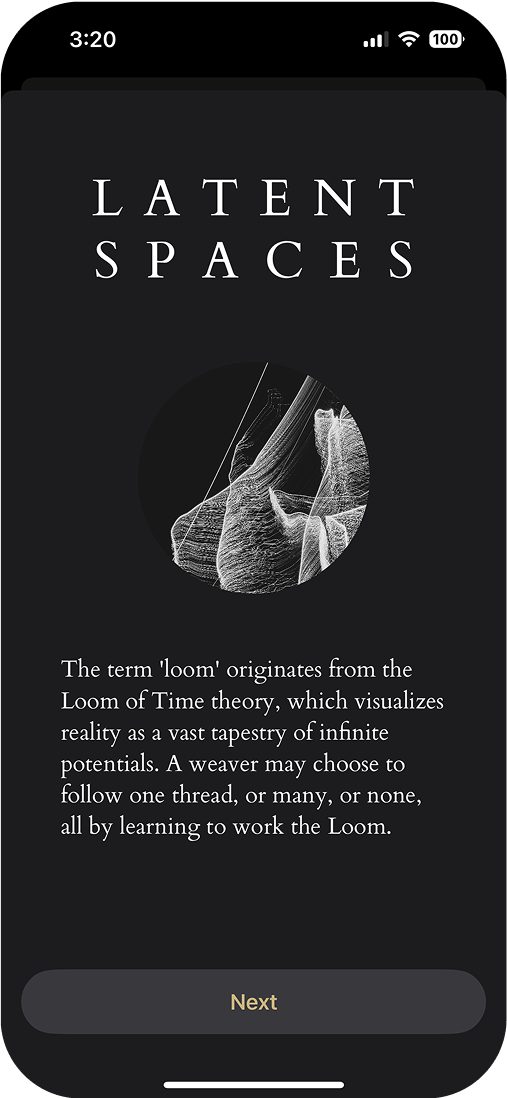 3:20
100
LATENT
SPACES
The term 'loom' originates from the
Loom of Time theory, which visualizes
reality as a vast tapestry of infinite
potentials. A weaver may choose to
follow one thread, or many, or none,
all by learning to work the Loom.
Next